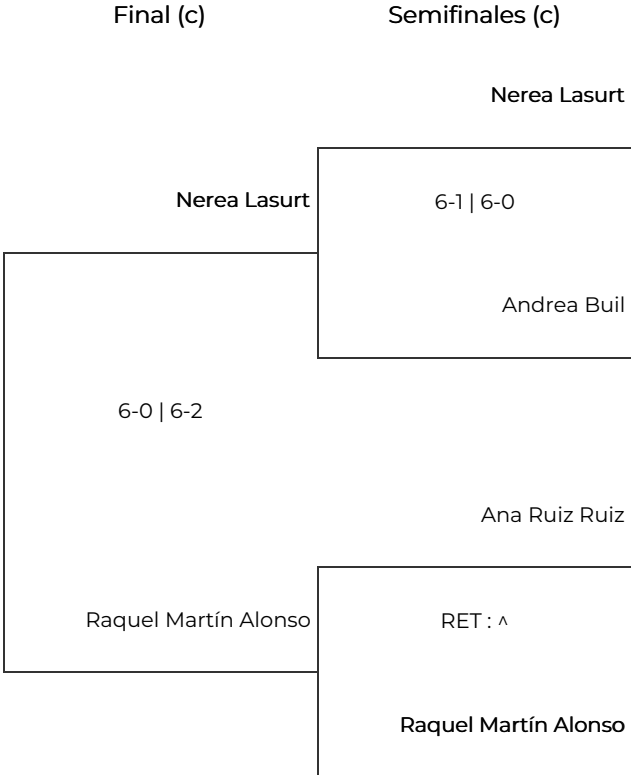 Final (c)
Semifinales (c)
Nerea Lasurt
Nerea Lasurt
6-1 | 6-0
Andrea Buil
6-0 | 6-2
Ana Ruiz Ruiz
Raquel Martín Alonso
RET : ^
Raquel Martín Alonso